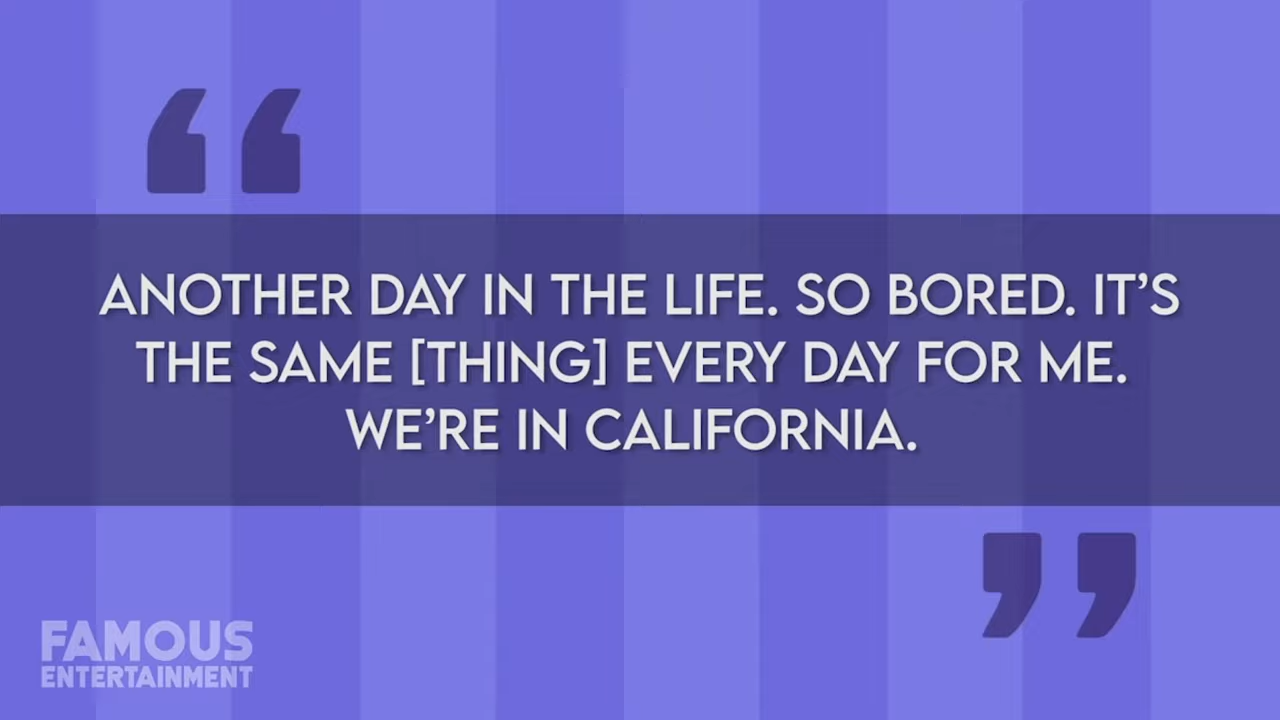 “
ANOTHER DAY IN THE LIFE. SO BORED. IT’S
THE SAME [THING] EVERY DAY FOR ME.
WE’RE IN CALIFORNIA.
”
FAMOUS
ENTERTAINMENT